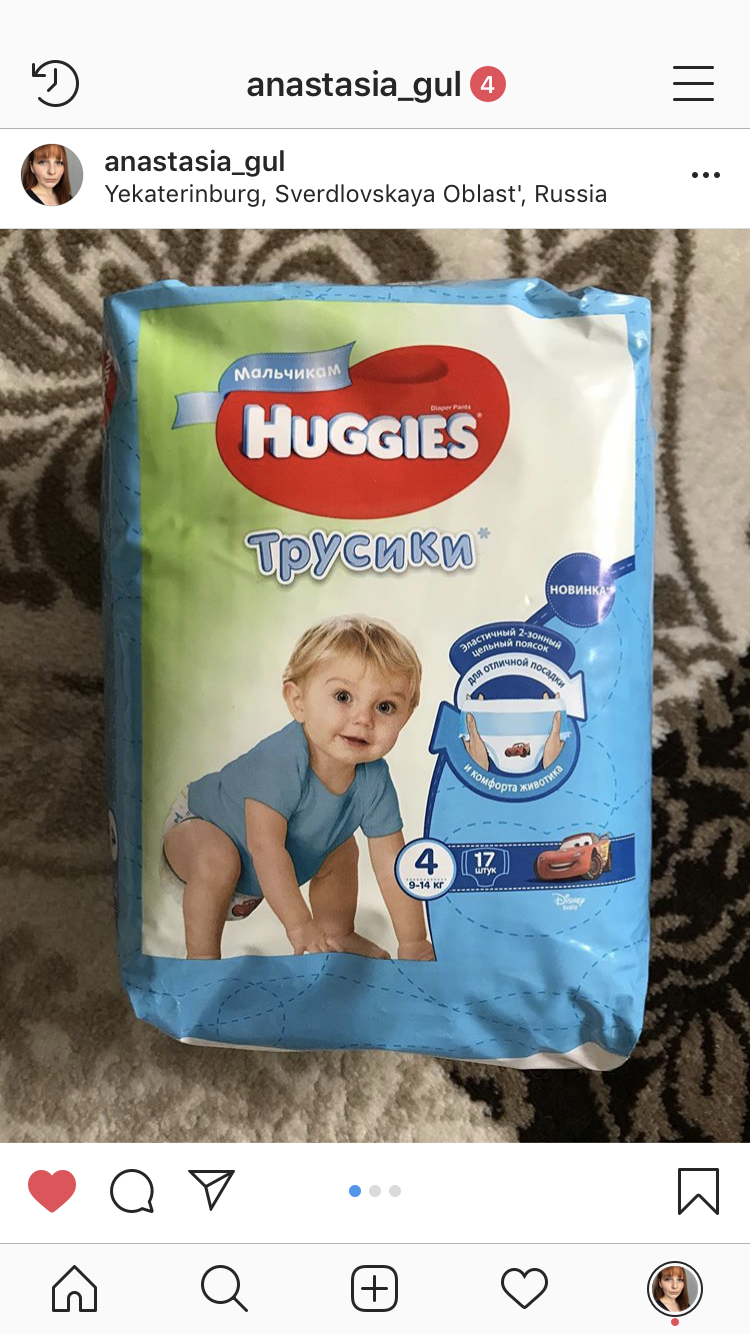 anastasia_gul 4
anastasia_gul
Yekaterinburg, Sverdlovskaya Oblast', Russia
Мальчикам
Diaper Pants
HUGGIES®
Трусики*
НОВИНКА**
Эластичный 2-зонный
цельный поясок
для отличной посадки
и комфорта животика
4
9-14 кг
17
штук
Disney
baby